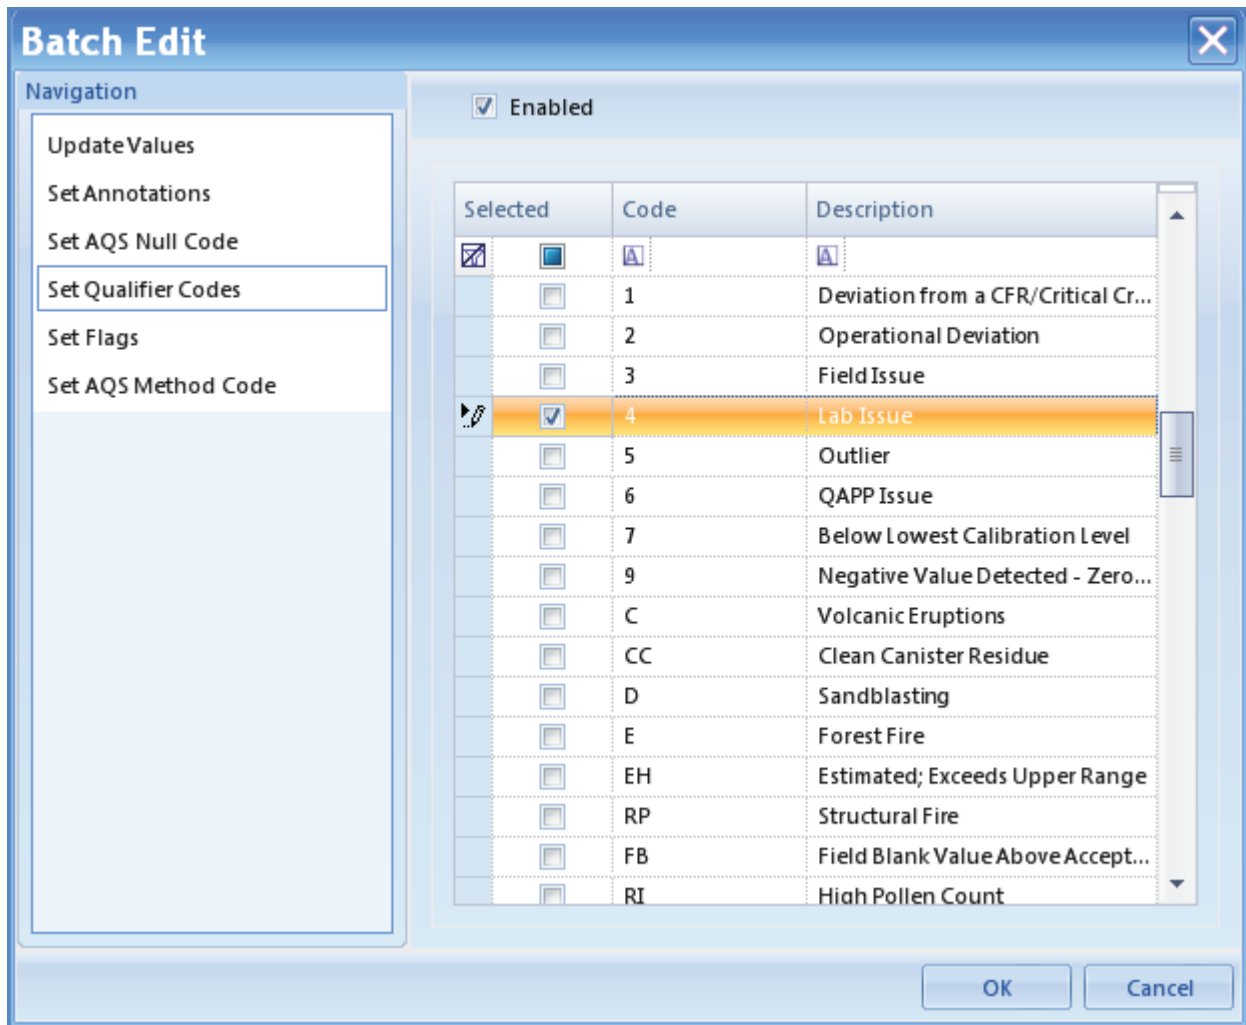 Batch Edit
Navigation
Enabled
Update Values
Set Annotations
Set AQS Null Code
Set Qualifier Codes
Set Flags
Set AQS Method Code
Selected Code Description
1 Deviation from a CFR/Critical Cr...
2 Operational Deviation
3 Field Issue
4 Lab Issue
5 Outlier
6 QAPP Issue
7 Below Lowest Calibration Level
9 Negative Value Detected - Zero...
C Volcanic Eruptions
CC Clean Canister Residue
D Sandblasting
E Forest Fire
EH Estimated; Exceeds Upper Range
RP Structural Fire
FB Field Blank Value Above Accept...
RI High Pollen Count
OK Cancel